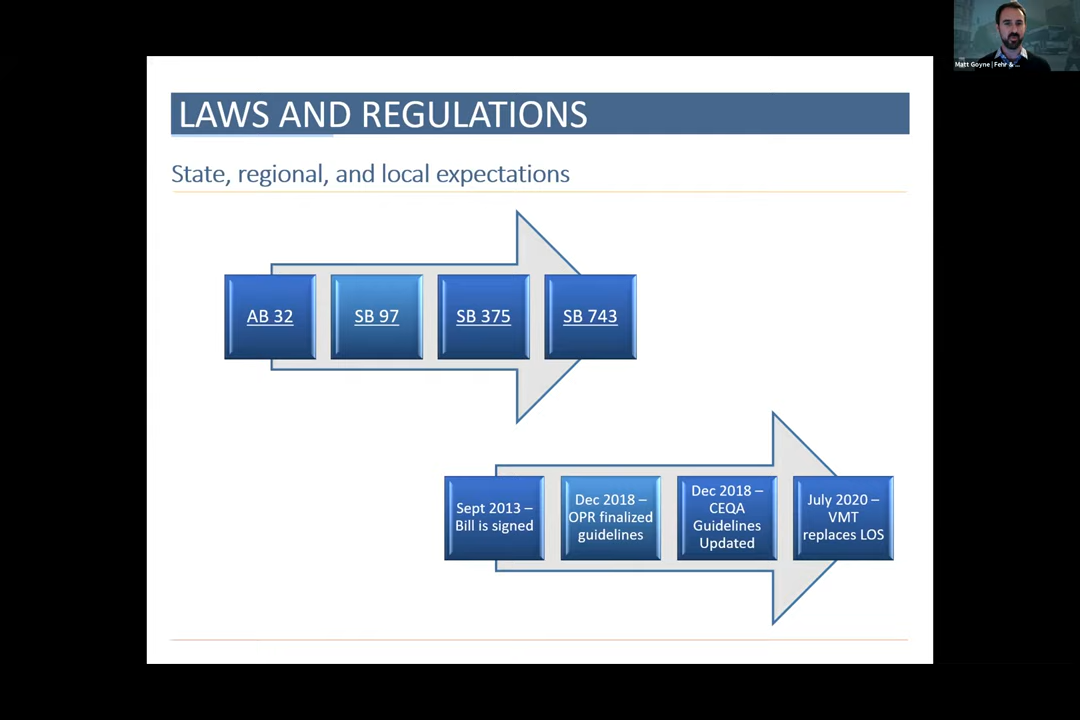 Matt Goyne | Fehr & ...
LAWS AND REGULATIONS
State, regional, and local expectations
AB 32
SB 97
SB 375
SB 743
Sept 2013 –
Bill is signed
Dec 2018 –
OPR finalized
guidelines
Dec 2018 –
CEQA
Guidelines
Updated
July 2020 –
VMT
replaces LOS